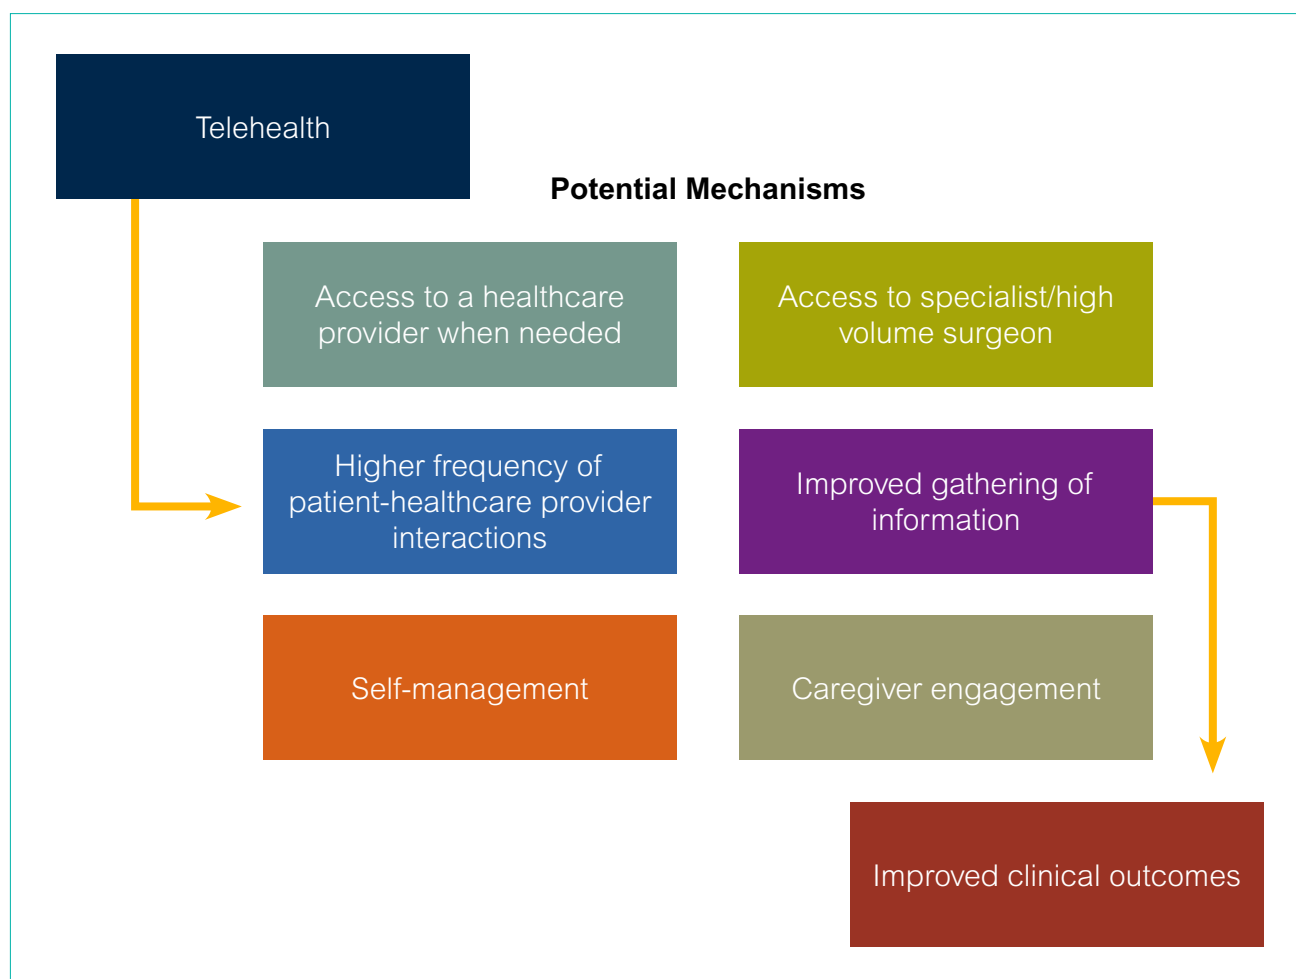 Telehealth
Potential Mechanisms
Access to a healthcare
provider when needed
Access to specialist/high
volume surgeon
Higher frequency of
patient-healthcare provider
interactions
Improved gathering of
information
Self-management
Caregiver engagement
Improved clinical outcomes